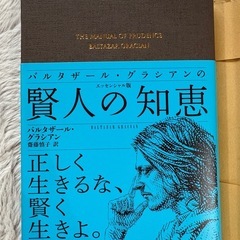 THE MANUAL OF PRUDENCE
BALTAZAR GRACIAN
バルタザール・グラシアンの
エッセンシャル版
賢人の知恵
BALTAZAR GRACIAN
バルタザール・
グラシアン
齋藤慎子 訳
正しく
生きるな、
賢く
生きよ。